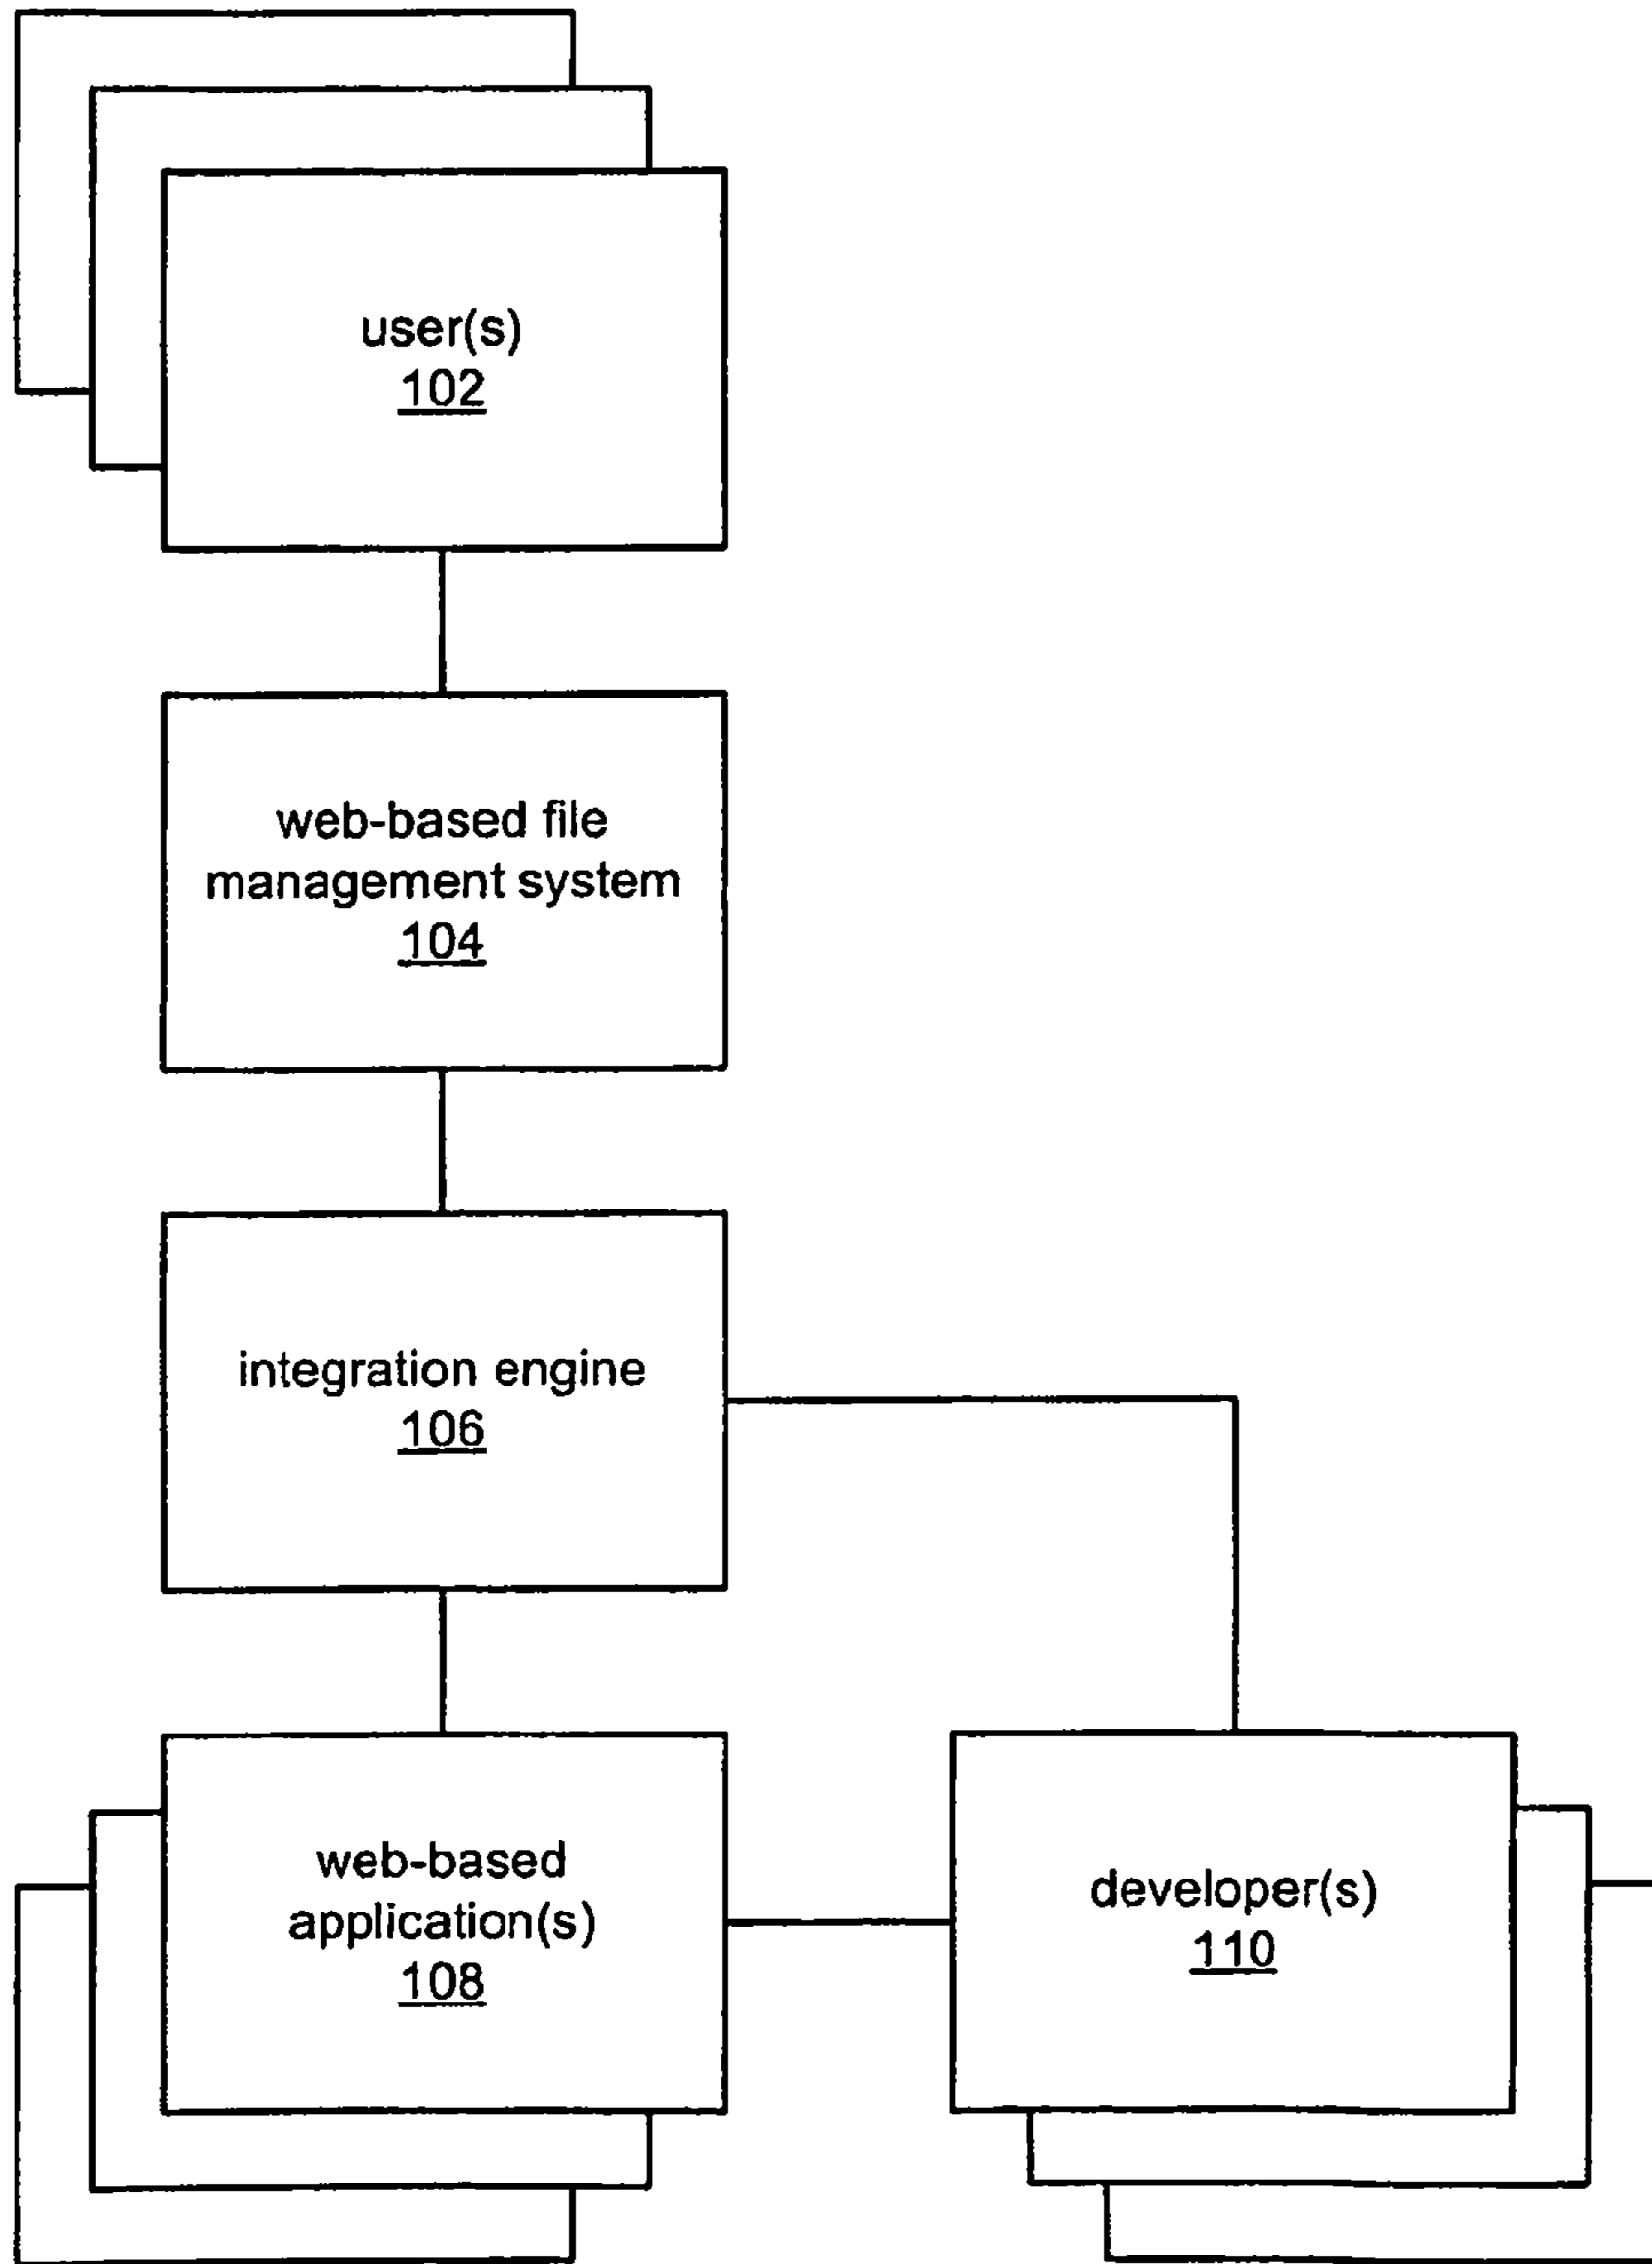 user(s)
102
web-based file
management system
104
integration engine
106
web-based
application(s)
108
developer(s)
110